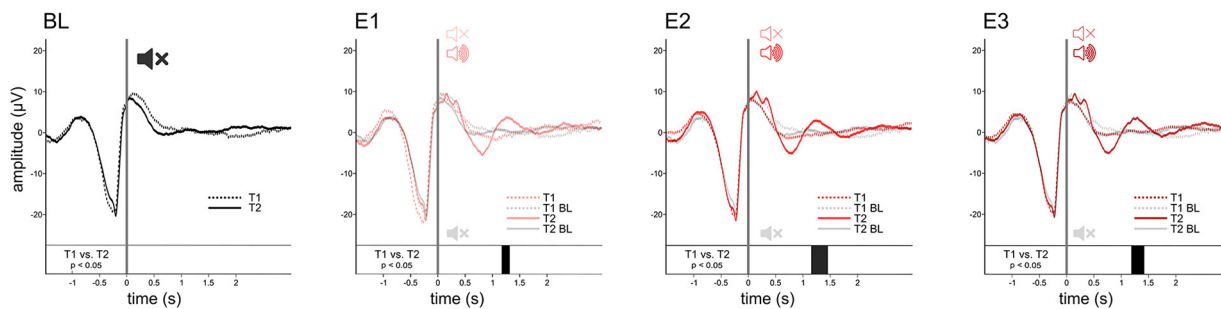 BL
amplitude (µV)
20
10
0
-10
-20
T1
T2
T1 vs. T2
p < 0.05
-1 -0.5 0 0.5 1 1.5 2
time (s)
E1
20
10
0
-10
-20
T1
T1 BL
T2
T2 BL
T1 vs. T2
p < 0.05
-1 -0.5 0 0.5 1 1.5 2
time (s)
E2
20
10
0
-10
-20
T1
T1 BL
T2
T2 BL
T1 vs. T2
p < 0.05
-1 -0.5 0 0.5 1 1.5 2
time (s)
E3
20
10
0
-10
-20
T1
T1 BL
T2
T2 BL
T1 vs. T2
p < 0.05
-1 -0.5 0 0.5 1 1.5 2
time (s)